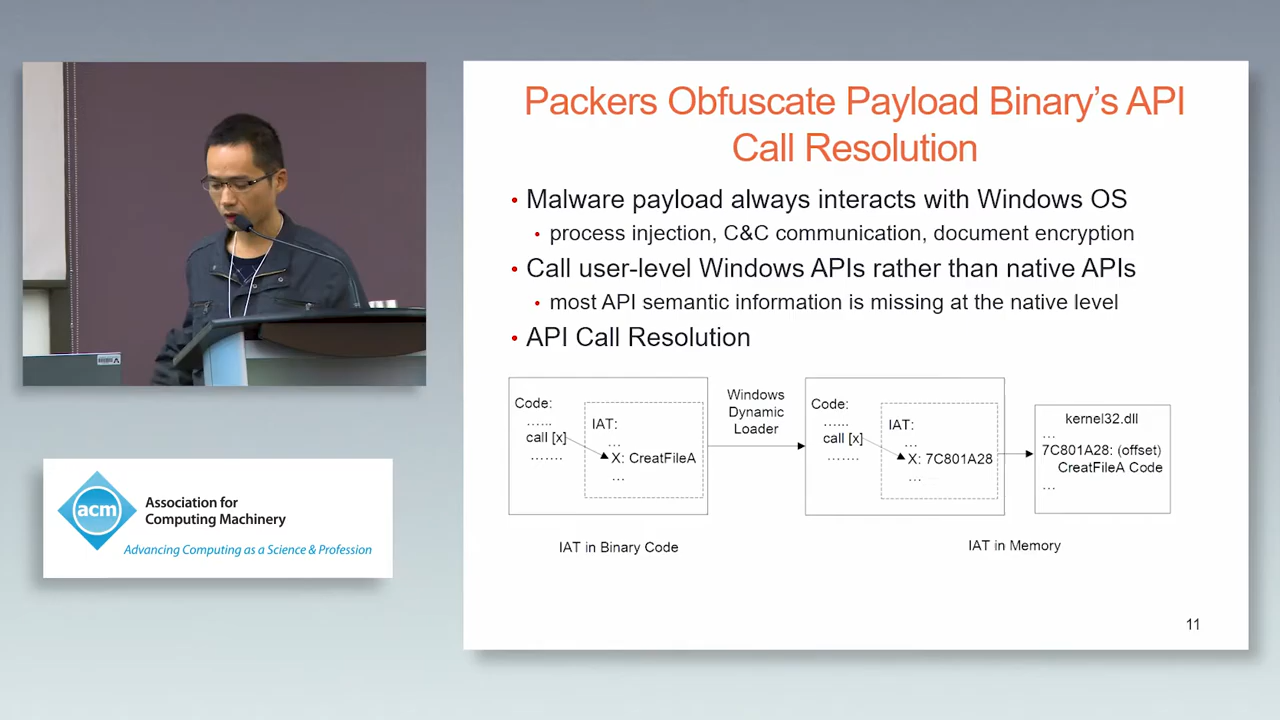 Packers Obfuscate Payload Binary's API
Call Resolution
• Malware payload always interacts with Windows OS
• process injection, C&C communication, document encryption
• Call user-level Windows APIs rather than native APIs
• most API semantic information is missing at the native level
• API Call Resolution
Code:
......
call [x]
.......
IAT:
...
X: CreatFileA
...
IAT in Binary Code
Windows
Dynamic
Loader
Code:
......
call [x]
.......
IAT:
...
X: 7C801A28
...
kernel32.dll
...
7C801A28: (offset)
CreatFileA Code
...
IAT in Memory
11
acm
Association for
Computing Machinery
Advancing Computing as a Science & Profession